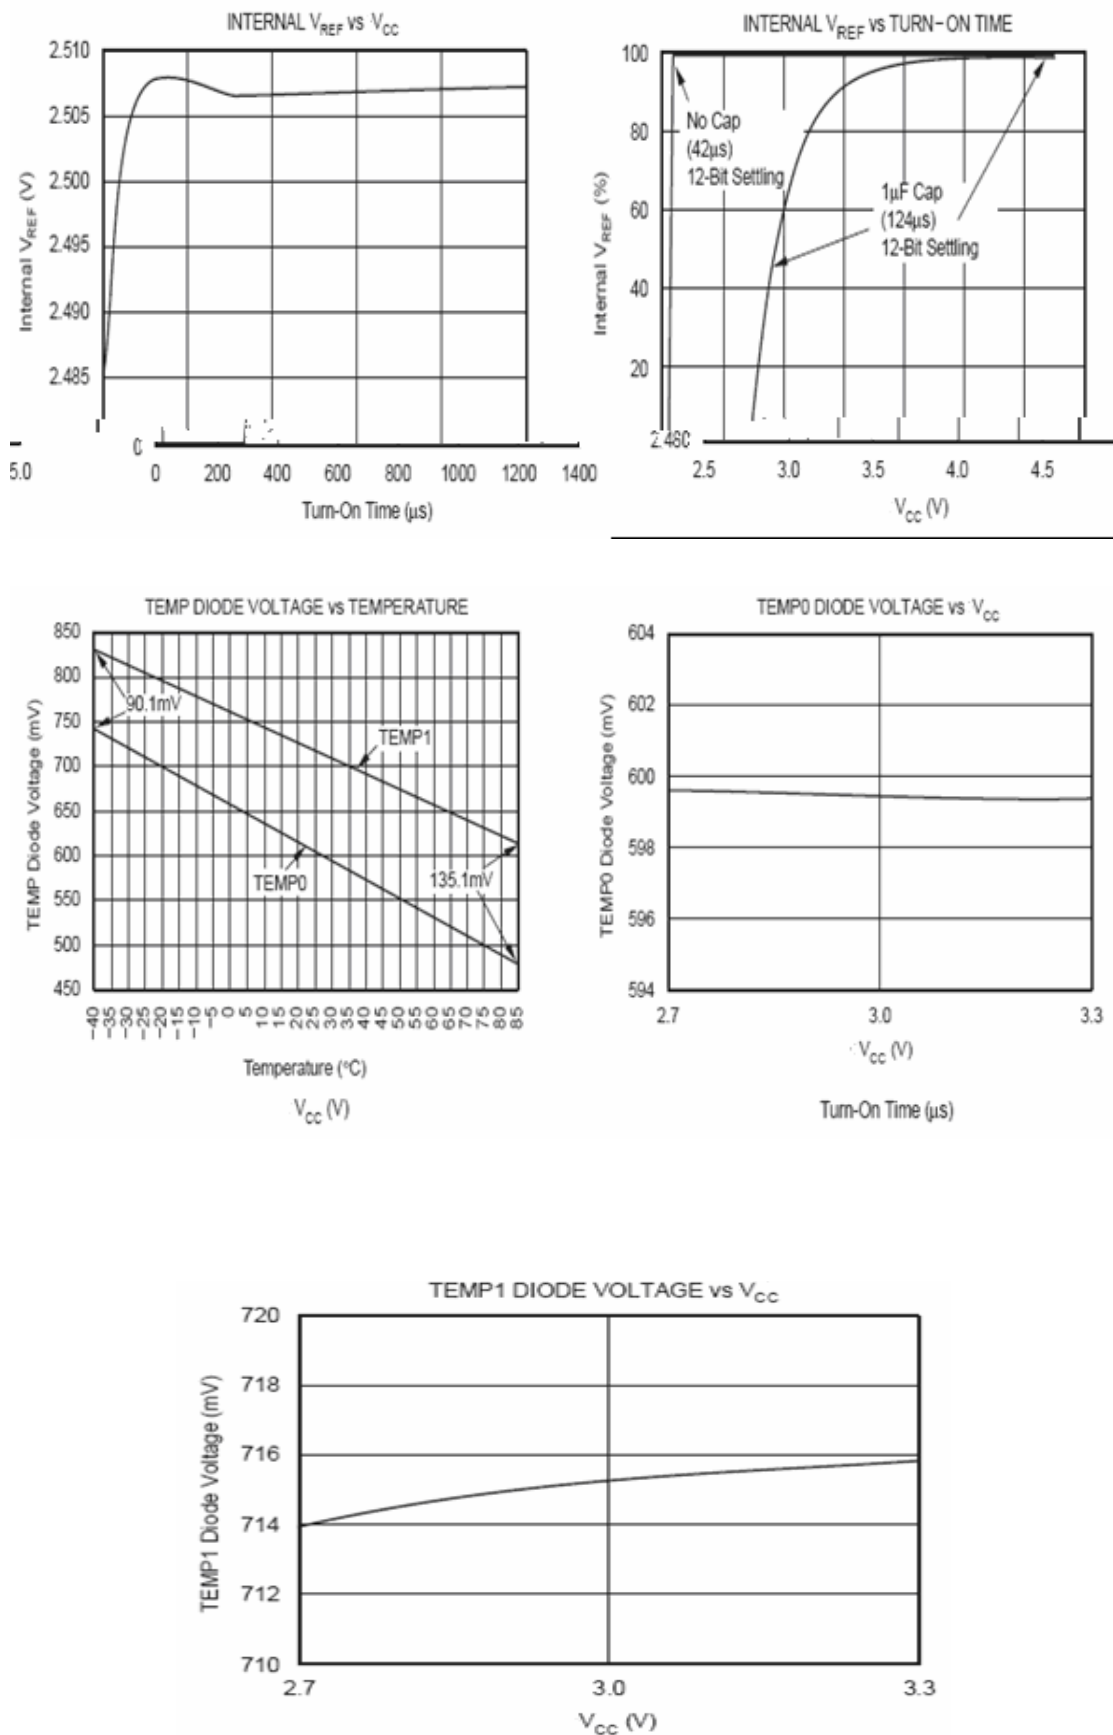 INTERNAL VREF vs VCC
2.510
2.505
2.500
2.495
2.490
2.485
Internal VREF (V)
0
5.0
0 200 400 600 800 1000 1200 1400
Turn-On Time (µs)
INTERNAL VREF vs TURN-ON TIME
100
80
60
40
20
Internal VREF (%)
No Cap
(42µs)
12-Bit Settling
1µF Cap
(124µs)
12-Bit Settling
2.480
2.5 3.0 3.5 4.0 4.5
VCC (V)
TEMP DIODE VOLTAGE vs TEMPERATURE
850
800
750
700
650
600
550
500
450
TEMP Diode Voltage (mV)
90.1mV
TEMP1
TEMP0
135.1mV
-40 -35 -30 -25 -20 -15 -10 -5 0 5 10 15 20 25 30 35 40 45 50 55 60 65 70 75 80 85
Temperature (°C)
VCC (V)
TEMP0 DIODE VOLTAGE vs VCC
604
602
600
598
596
594
TEMP0 Diode Voltage (mV)
2.7 3.0 3.3
VCC (V)
Turn-On Time (µs)
TEMP1 DIODE VOLTAGE vs VCC
720
718
716
714
712
710
TEMP1 Diode Voltage (mV)
2.7 3.0 3.3
VCC (V)